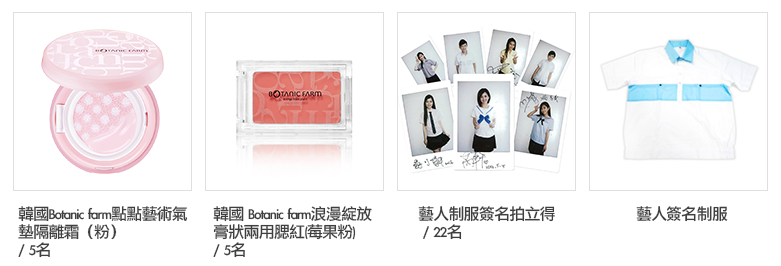 BOTANIC FARM
BOTANIC FARM
韓國Botanic farm點點藝術氣
墊隔離霜（粉）
/ 5名
韓國 Botanic farm浪漫綻放
膏狀兩用腮紅(莓果粉)
/ 5名
藝人制服簽名拍立得
/ 22名
藝人簽名制服